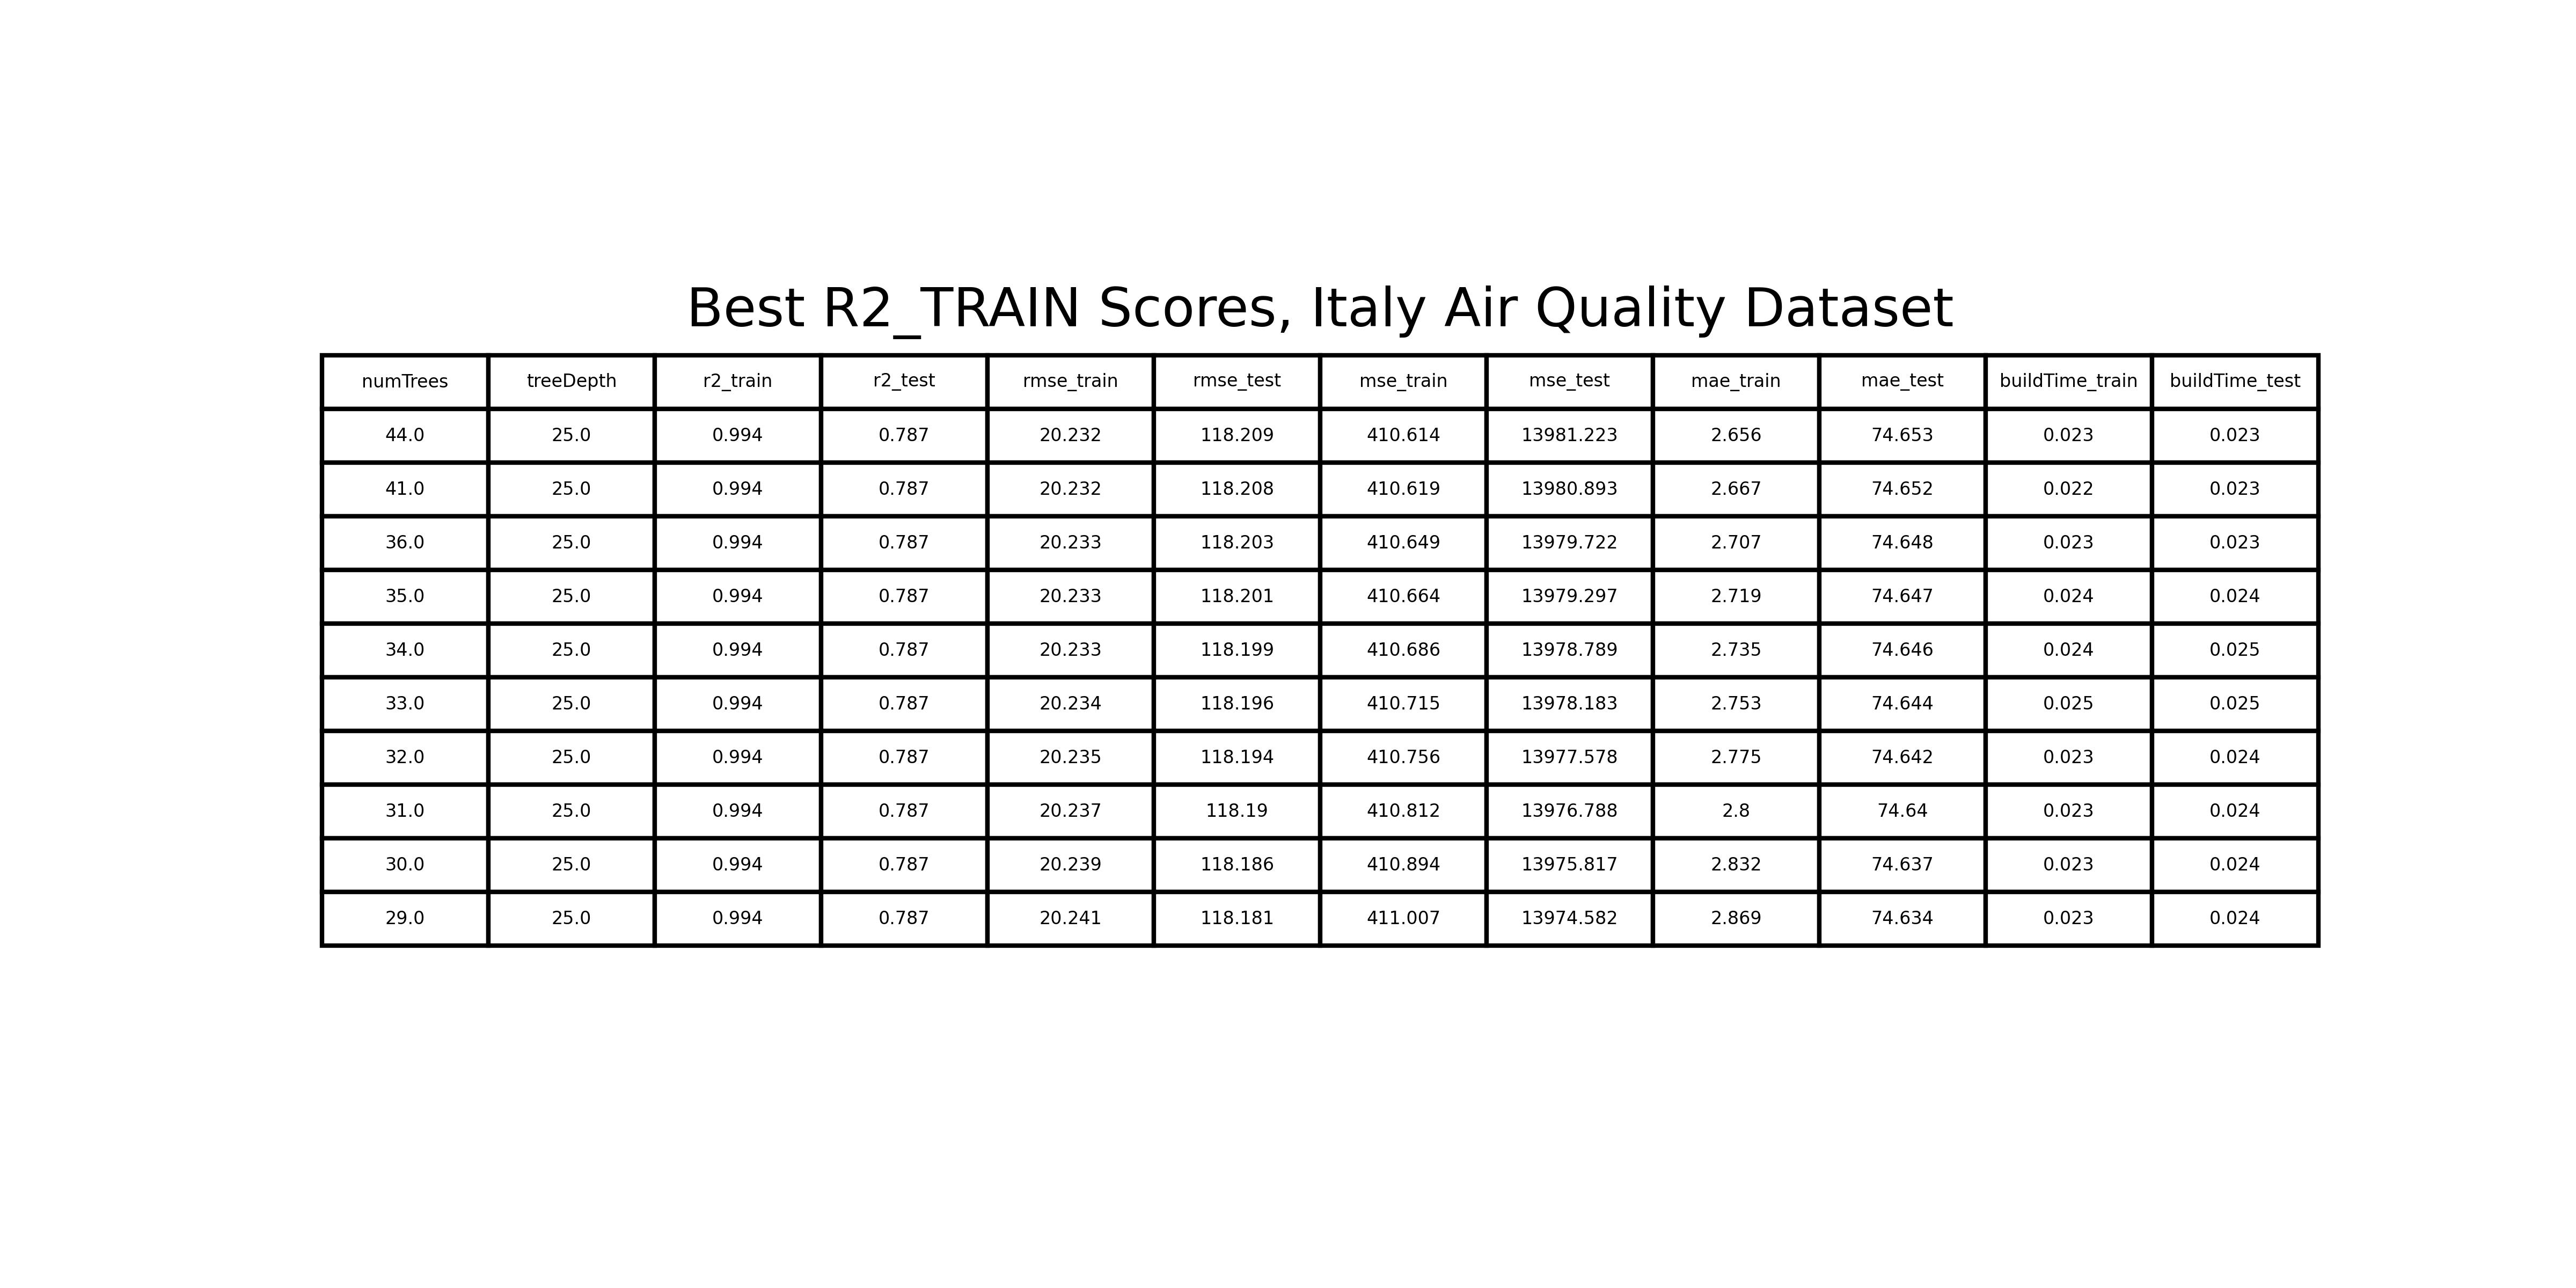 Best R2_TRAIN Scores, Italy Air Quality Dataset
numTrees treeDepth r2_train r2_test rmse_train rmse_test mse_train mse_test mae_train mae_test buildTime_train buildTime_test
44.0 25.0 0.994 0.787 20.232 118.209 410.614 13981.223 2.656 74.653 0.023 0.023
41.0 25.0 0.994 0.787 20.232 118.208 410.619 13980.893 2.667 74.652 0.022 0.023
36.0 25.0 0.994 0.787 20.233 118.203 410.649 13979.722 2.707 74.648 0.023 0.023
35.0 25.0 0.994 0.787 20.233 118.201 410.664 13979.297 2.719 74.647 0.024 0.024
34.0 25.0 0.994 0.787 20.233 118.199 410.686 13978.789 2.735 74.646 0.024 0.025
33.0 25.0 0.994 0.787 20.234 118.196 410.715 13978.183 2.753 74.644 0.025 0.025
32.0 25.0 0.994 0.787 20.235 118.194 410.756 13977.578 2.775 74.642 0.023 0.024
31.0 25.0 0.994 0.787 20.237 118.19 410.812 13976.788 2.8 74.64 0.023 0.024
30.0 25.0 0.994 0.787 20.239 118.186 410.894 13975.817 2.832 74.637 0.023 0.024
29.0 25.0 0.994 0.787 20.241 118.181 411.007 13974.582 2.869 74.634 0.023 0.024